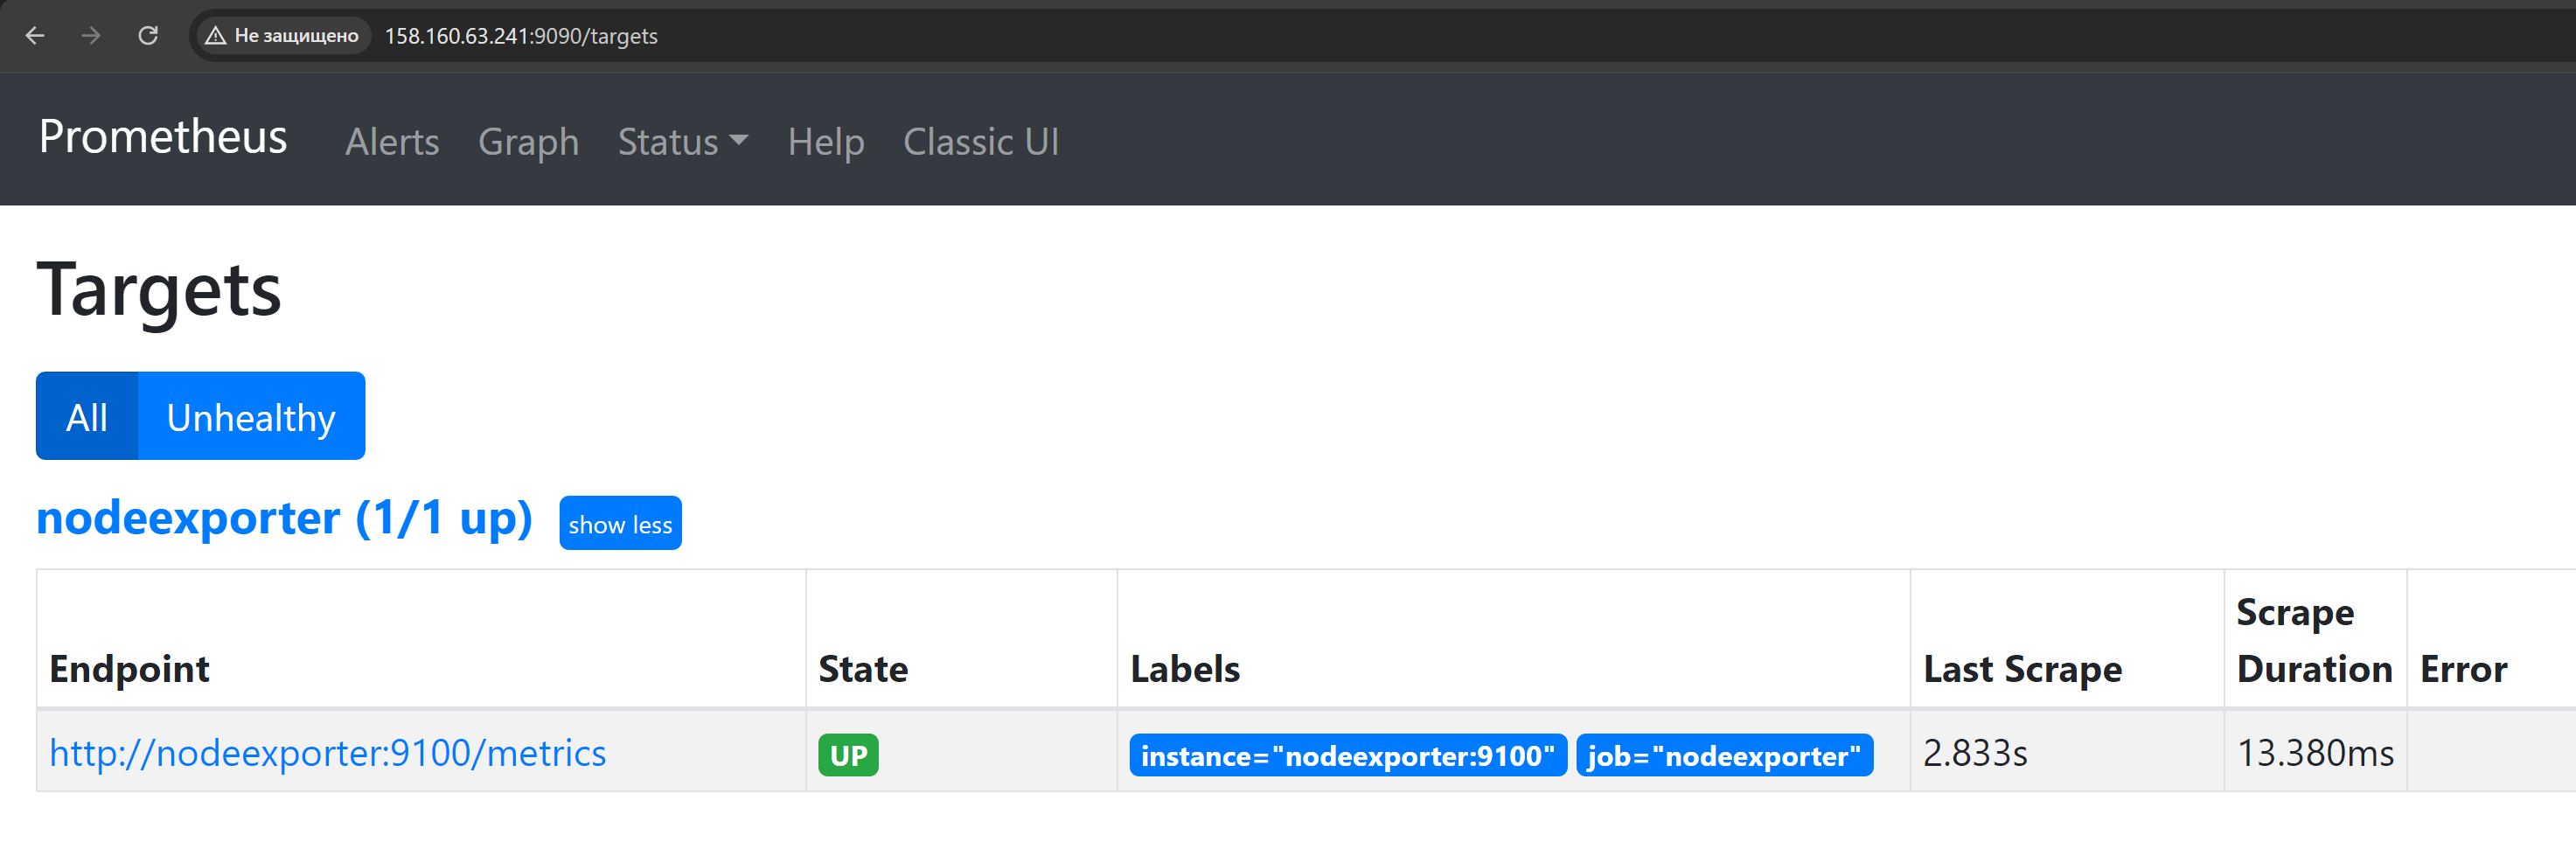 Не защищено 158.160.63.241:9090/targets
Prometheus Alerts Graph Status Help Classic UI
Targets
All Unhealthy
nodeexporter (1/1 up) show less
Endpoint State Labels Last Scrape Scrape Duration Error
http://nodeexporter:9100/metrics UP instance="nodeexporter:9100" job="nodeexporter" 2.833s 13.380ms